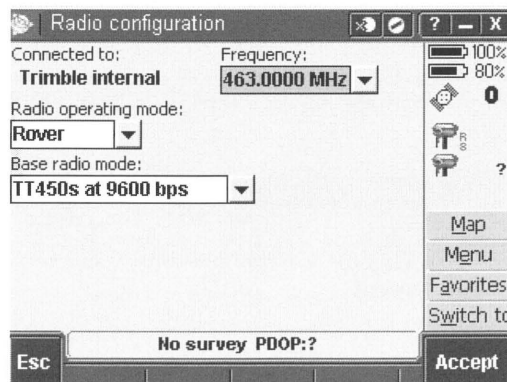 Radio configuration
? – X
Connected to:
Trimble internal
Frequency:
463.0000 MHz
Radio operating mode:
Rover
Base radio mode:
TT450s at 9600 bps
100%
80%
0
R
S
?
Map
Menu
Favorites
Switch to
No survey PDOP:?
Esc
Accept